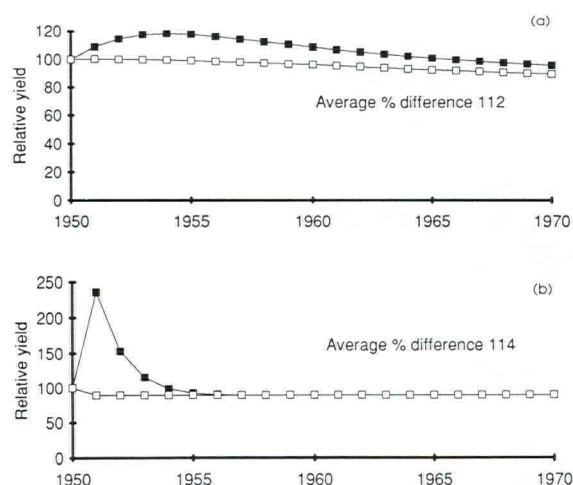 (a)
120
100
80
60
40
20
0
Relative yield
Average % difference 112
1950 1955 1960 1965 1970
(b)
250
200
150
100
50
0
Relative yield
Average % difference 114
1950 1955 1960 1965 1970